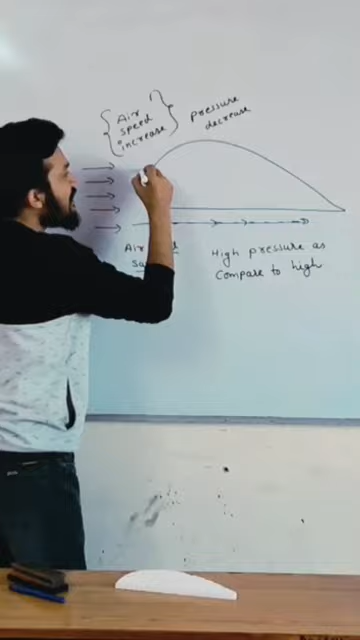 Air
speed
increase
Pressure
decrease
Air
High pressure as
compare to high